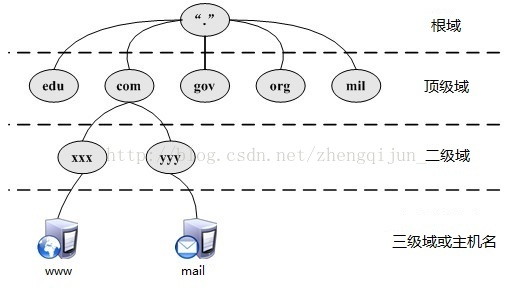 “.” 根域
edu com gov org mil 顶级域
http://blog.csdn.net/zhengqijun_
xxx yyy 二级域
三级域或主机名
www mail